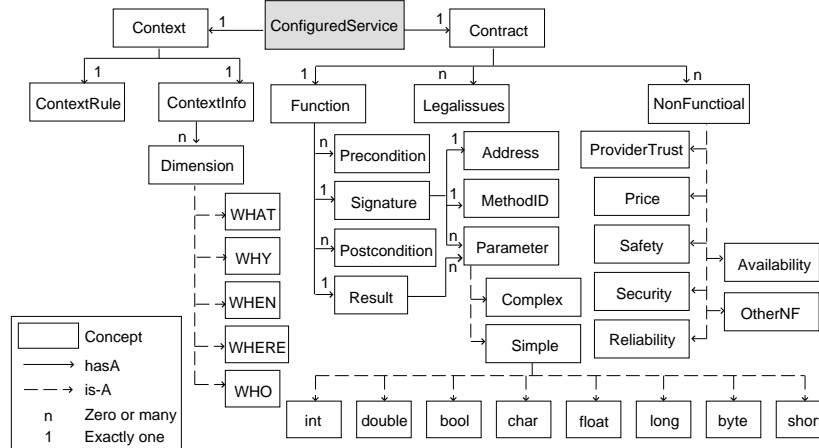 Context
1
ConfiguredService
1
Contract
1
1
1
n
n
ContextRule
ContextInfo
Function
Legalissues
NonFunctioal
n
Dimension
n
Precondition
1
Signature
n
Postcondition
1
Result
1
Address
1
MethodID
n
Parameter
n
Complex
Simple
ProviderTrust
Price
Safety
Security
Reliability
Availability
OtherNF
WHAT
WHY
WHEN
WHERE
WHO
Concept
hasA
is-A
n Zero or many
1 Exactly one
int
double
bool
char
float
long
byte
shor